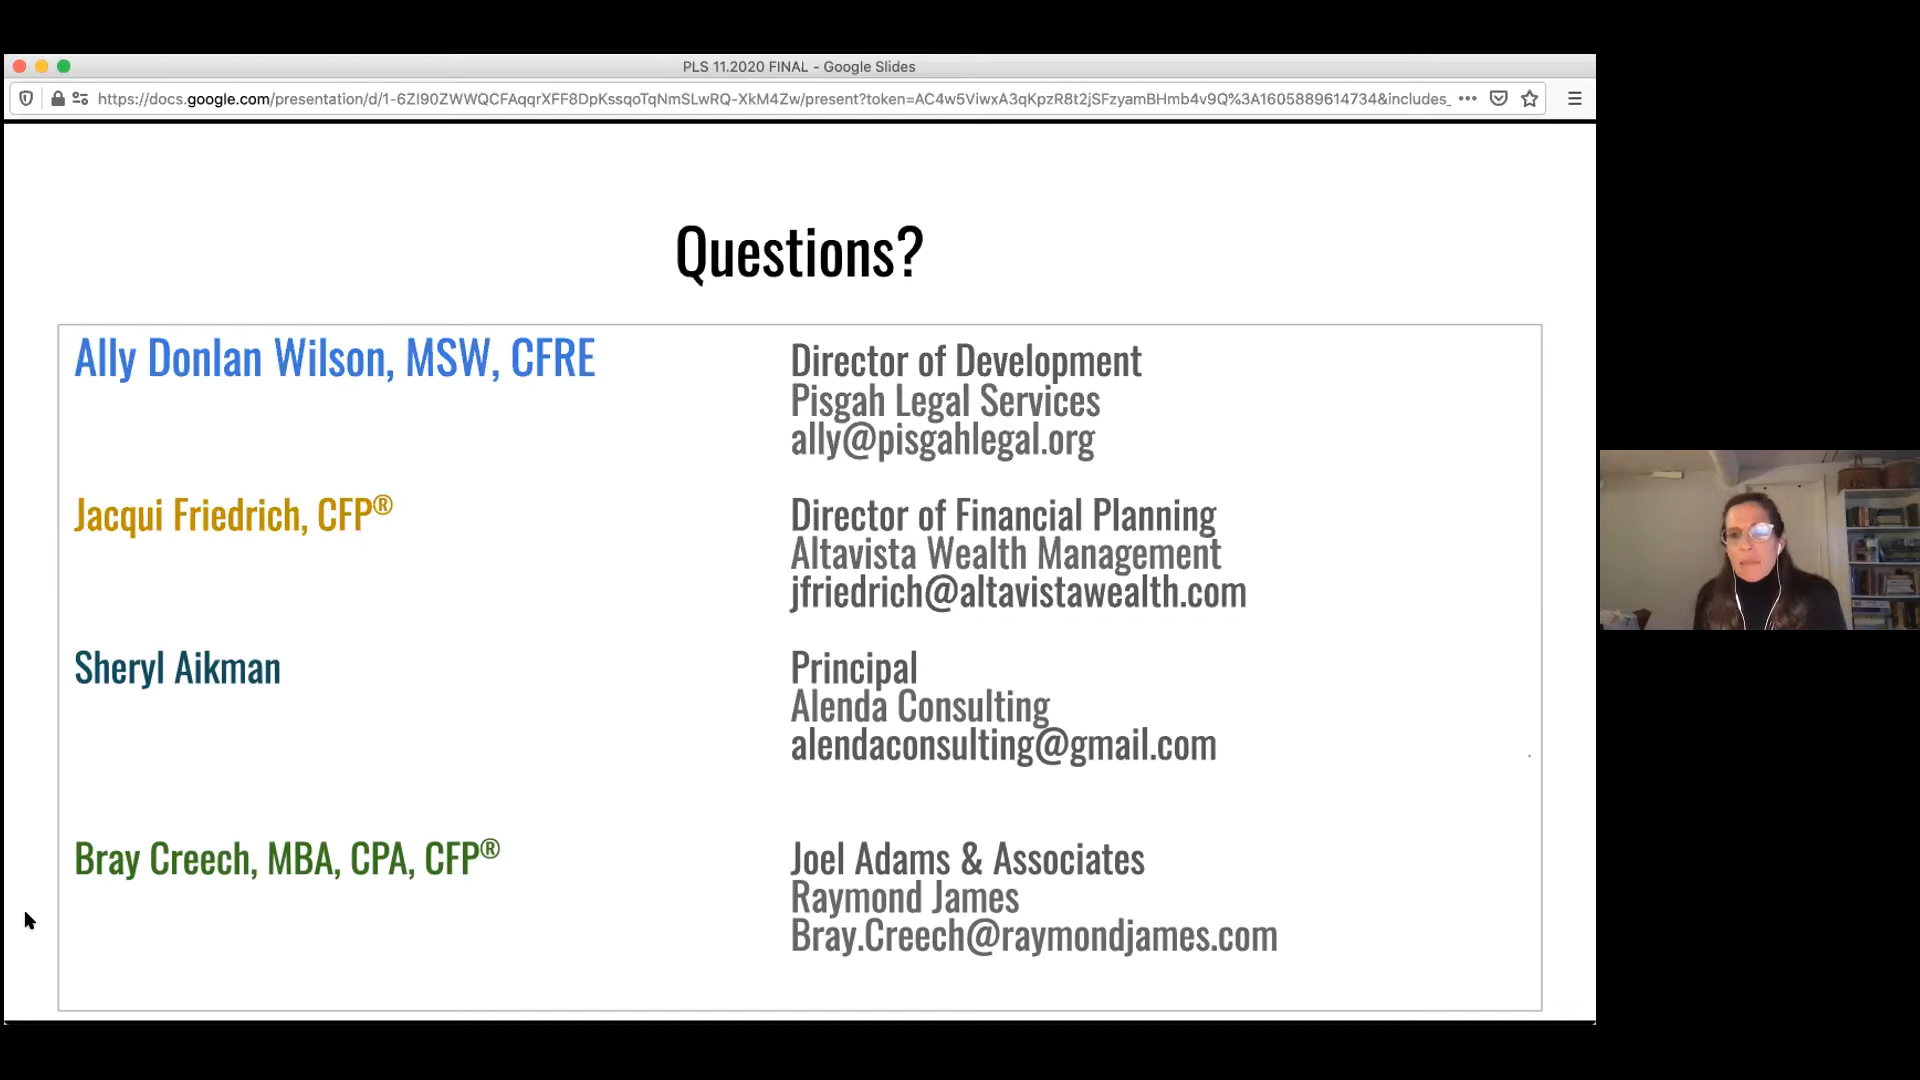 PLS 11.2020 FINAL - Google Slides
https://docs.google.com/presentation/d/1-6ZI90ZWWQCFAqqrXFF8DpKssqoTqNmSLwRQ-XkM4Zw/present?token=AC4w5ViwxA3qKpzR8t2jSFzyamBHmb4v9Q%3A1605889614734&includes_
Questions?
Ally Donlan Wilson, MSW, CFRE
Director of Development
Pisgah Legal Services
ally@pisgahlegal.org
Jacqui Friedrich, CFP®
Director of Financial Planning
Altavista Wealth Management
jfriedrich@altavistawealth.com
Sheryl Aikman
Principal
Alenda Consulting
alendaconsulting@gmail.com
Bray Creech, MBA, CPA, CFP®
Joel Adams & Associates
Raymond James
Bray.Creech@raymondjames.com